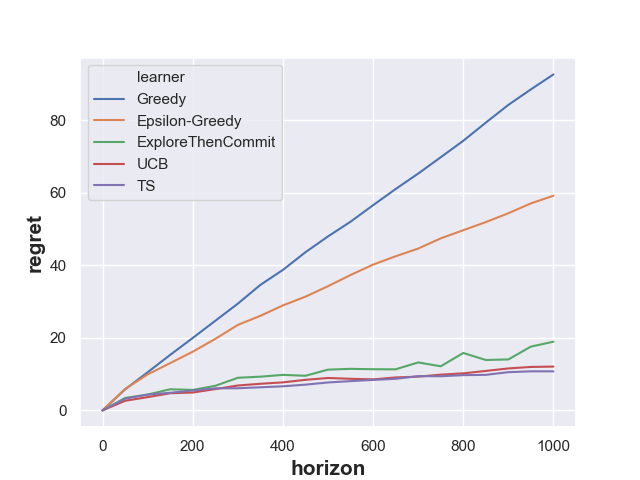 learner
Greedy
Epsilon-Greedy
ExploreThenCommit
UCB
TS
regret
80
60
40
20
0
0 200 400 600 800 1000
horizon